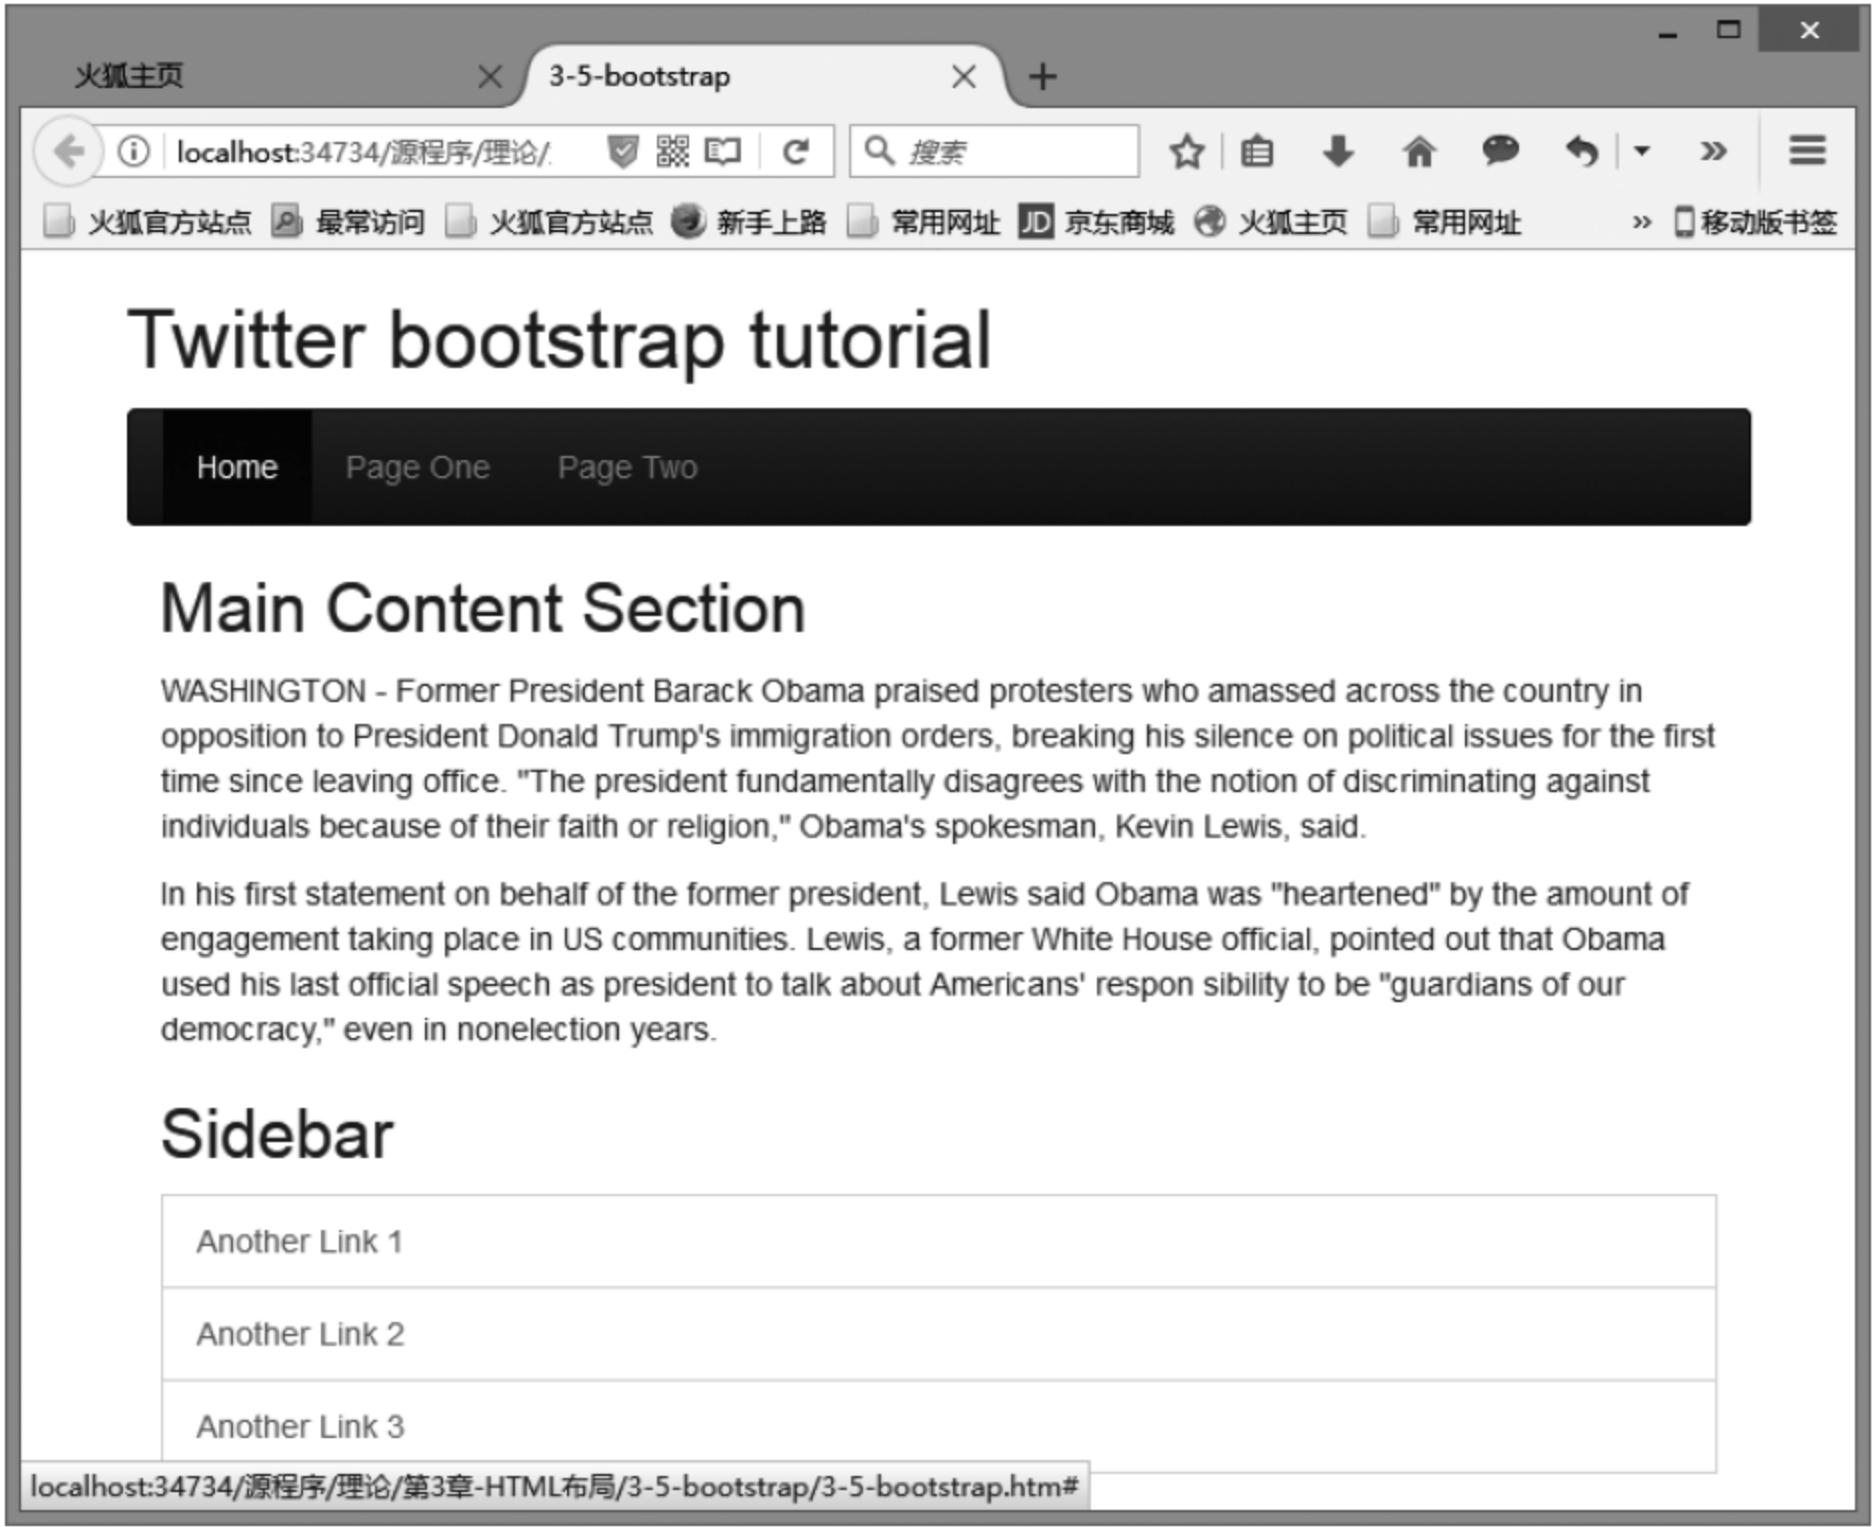 火狐主页
3-5-bootstrap
localhost:34734/源程序/理论/.
搜索
火狐官方站点 最常访问 火狐官方站点 新手上路 常用网址 JD 京东商城 火狐主页 常用网址 移动版书签
Twitter bootstrap tutorial
Home Page One Page Two
Main Content Section
WASHINGTON - Former President Barack Obama praised protesters who amassed across the country in
opposition to President Donald Trump's immigration orders, breaking his silence on political issues for the first
time since leaving office. "The president fundamentally disagrees with the notion of discriminating against
individuals because of their faith or religion," Obama's spokesman, Kevin Lewis, said.
In his first statement on behalf of the former president, Lewis said Obama was "heartened" by the amount of
engagement taking place in US communities. Lewis, a former White House official, pointed out that Obama
used his last official speech as president to talk about Americans' respon sibility to be "guardians of our
democracy," even in nonelection years.
Sidebar
Another Link 1
Another Link 2
Another Link 3
localhost:34734/源程序/理论/第3章-HTML布局/3-5-bootstrap/3-5-bootstrap.htm#